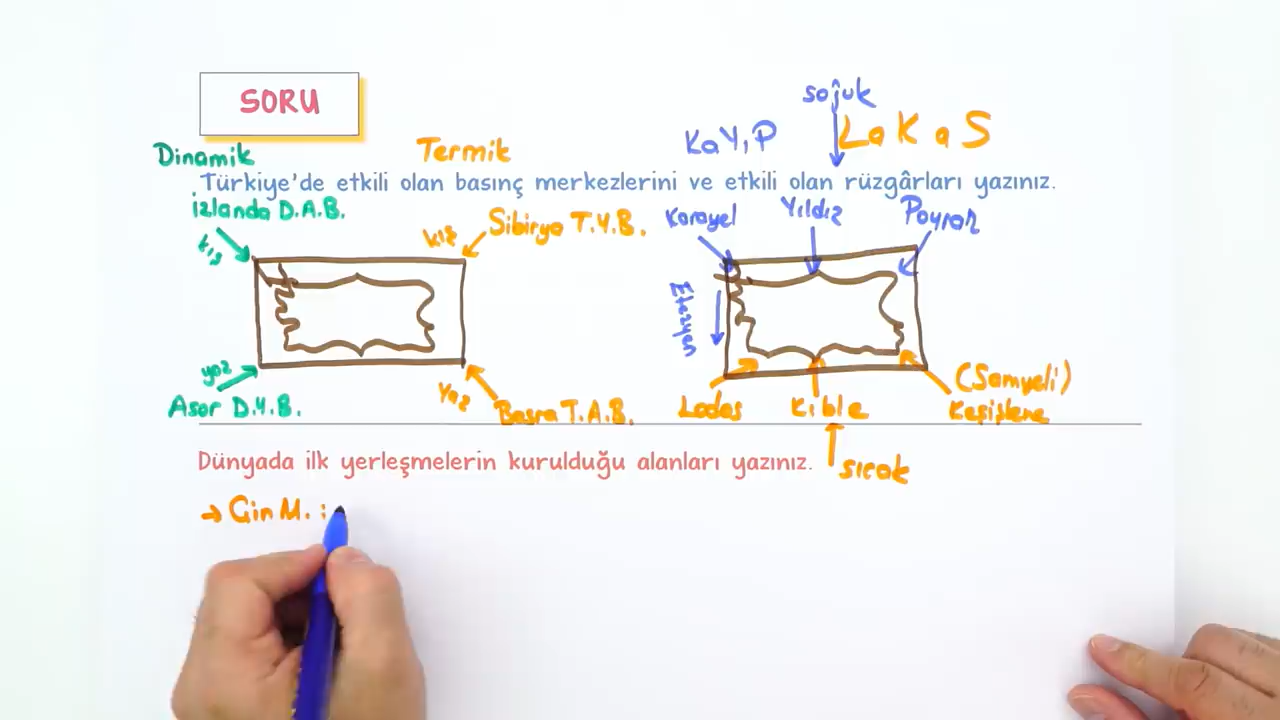 SORU
soğuk
LaKaS
KaYıP
Dinamik
Termik
Türkiye'de etkili olan basınç merkezlerini ve etkili olan rüzgârları yazınız.
izlanda D.A.B.
Sibirya T.Y.B.
Karayel
Yıldız
Poyraz
kış
kış
Etezyen
yaz
yaz
Asor D.Y.B.
Basra T.A.B.
Lodos
Kıble
(Samyeli)
Keşişleme
Dünyada ilk yerleşmelerin kurulduğu alanları yazınız.
sıcak
→ Çin M. :